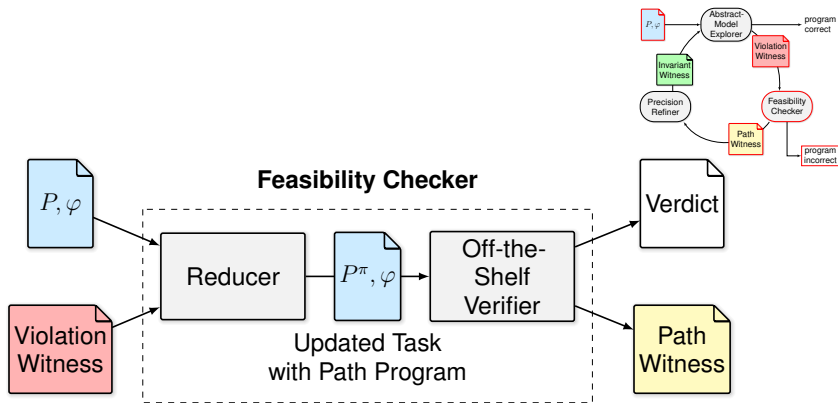 Abstract-
Model
Explorer
program
correct
P, φ
Violation
Witness
Invariant
Witness
Precision
Refiner
Feasibility
Checker
Path
Witness
program
incorrect
Feasibility Checker
P, φ
Verdict
Reducer
P^π, φ
Off-the-
Shelf
Verifier
Violation
Witness
Updated Task
with Path Program
Path
Witness